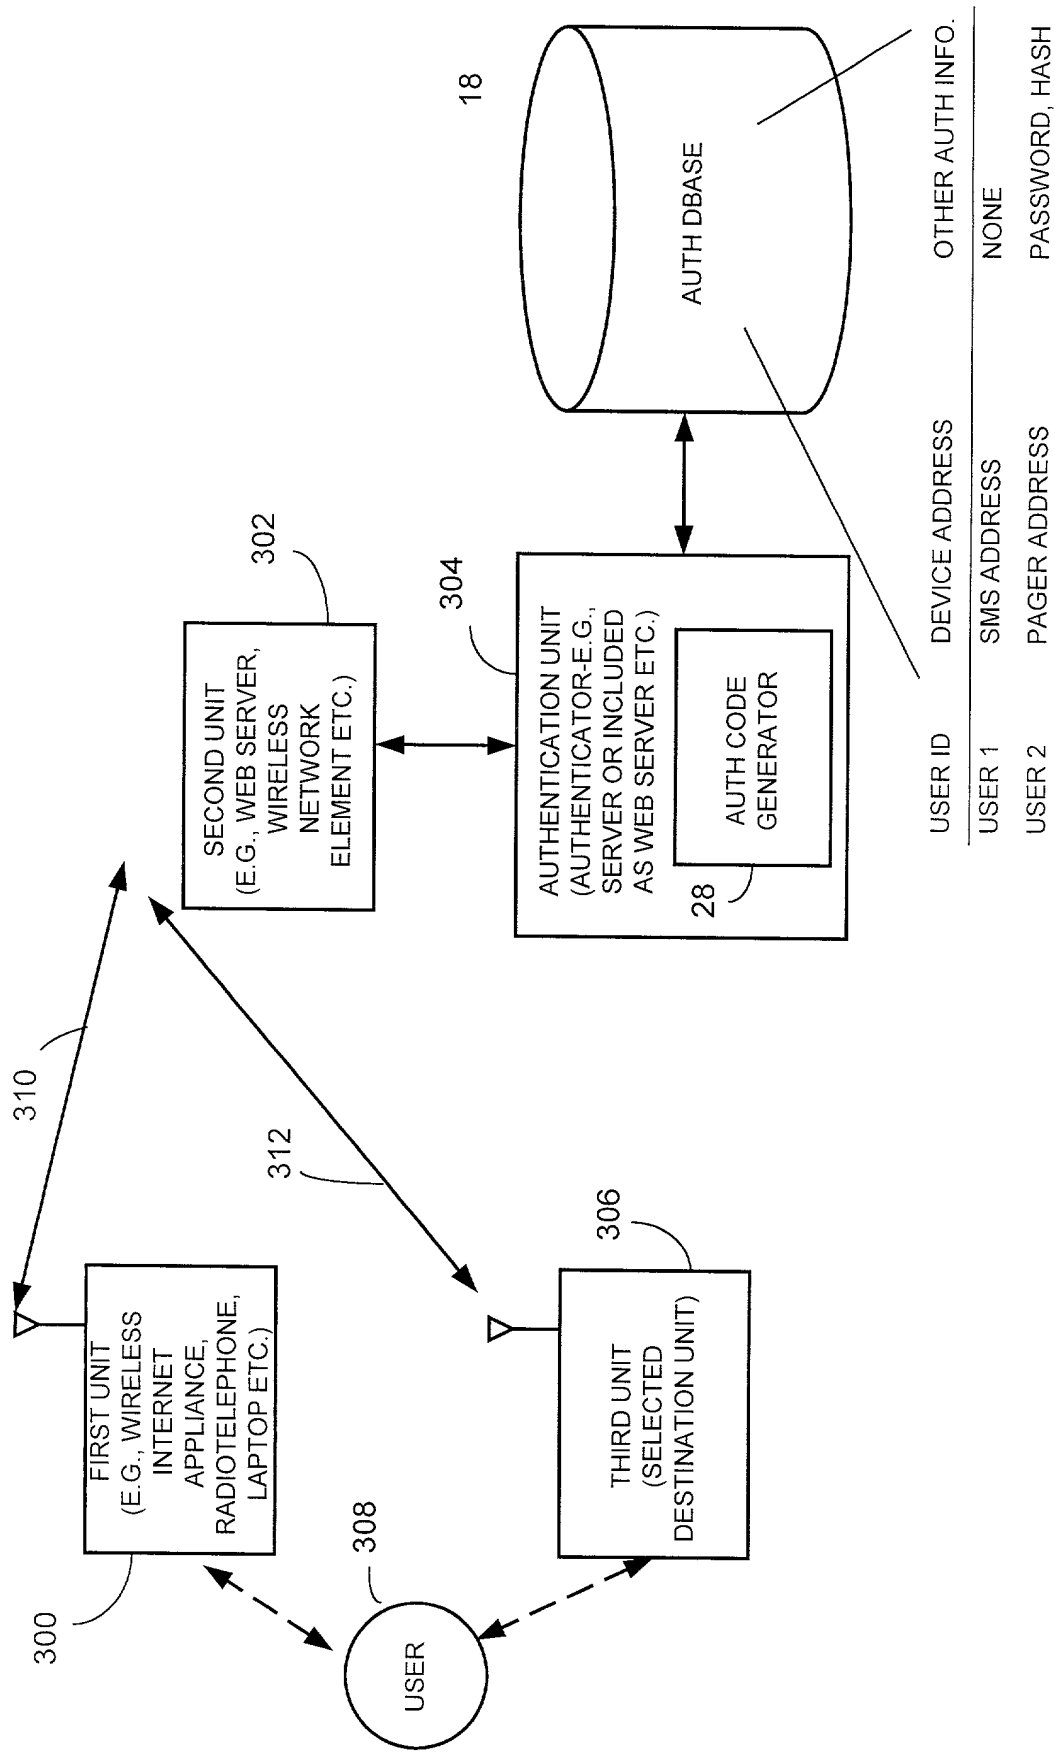 300
FIRST UNIT
(E.G., WIRELESS
INTERNET
APPLIANCE,
RADIOTELEPHONE,
LAPTOP ETC.)
310
308
USER
312
306
THIRD UNIT
(SELECTED
DESTINATION UNIT)
302
SECOND UNIT
(E.G., WEB SERVER,
WIRELESS
NETWORK
ELEMENT ETC.)
304
AUTHENTICATION UNIT
(AUTHENTICATOR-E.G.,
SERVER OR INCLUDED
AS WEB SERVER ETC.)
28
AUTH CODE
GENERATOR
18
AUTH DBASE
USER ID DEVICE ADDRESS OTHER AUTH INFO.
USER 1 SMS ADDRESS NONE
USER 2 PAGER ADDRESS PASSWORD, HASH